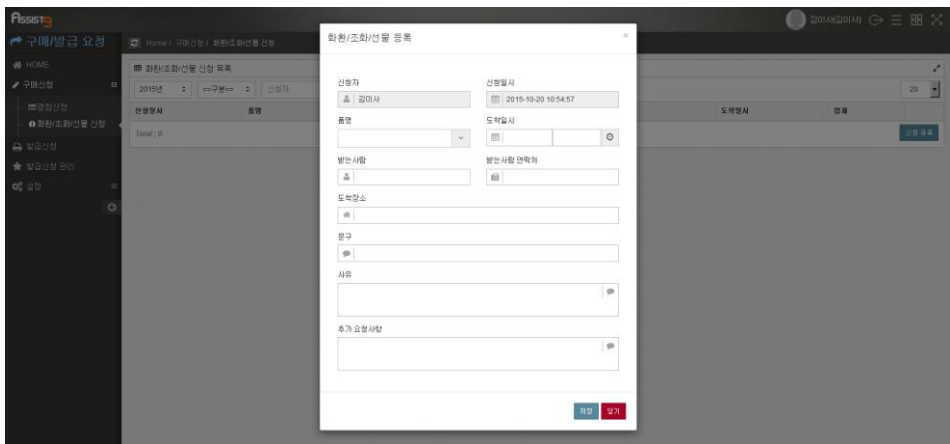 Assist9
김이사(김이사)
구매/발급 요청
Home / 구매신청 / 화환/조화/선물 신청
HOME
구매신청
명함신청
화환/조화/선물 신청
발급신청
발급신청 관리
설정
화환/조화/선물 신청 목록
2015년
==구분==
신청자
20
신청일시
품명
도착일시
업체
Total : 0
신청 등록
화환/조화/선물 등록
×
신청자
신청일시
김이사
2015-10-20 10:54:57
품명
도착일시
받는사람
받는사람 연락처
도착장소
문구
사유
추가 요청사항
저장
닫기